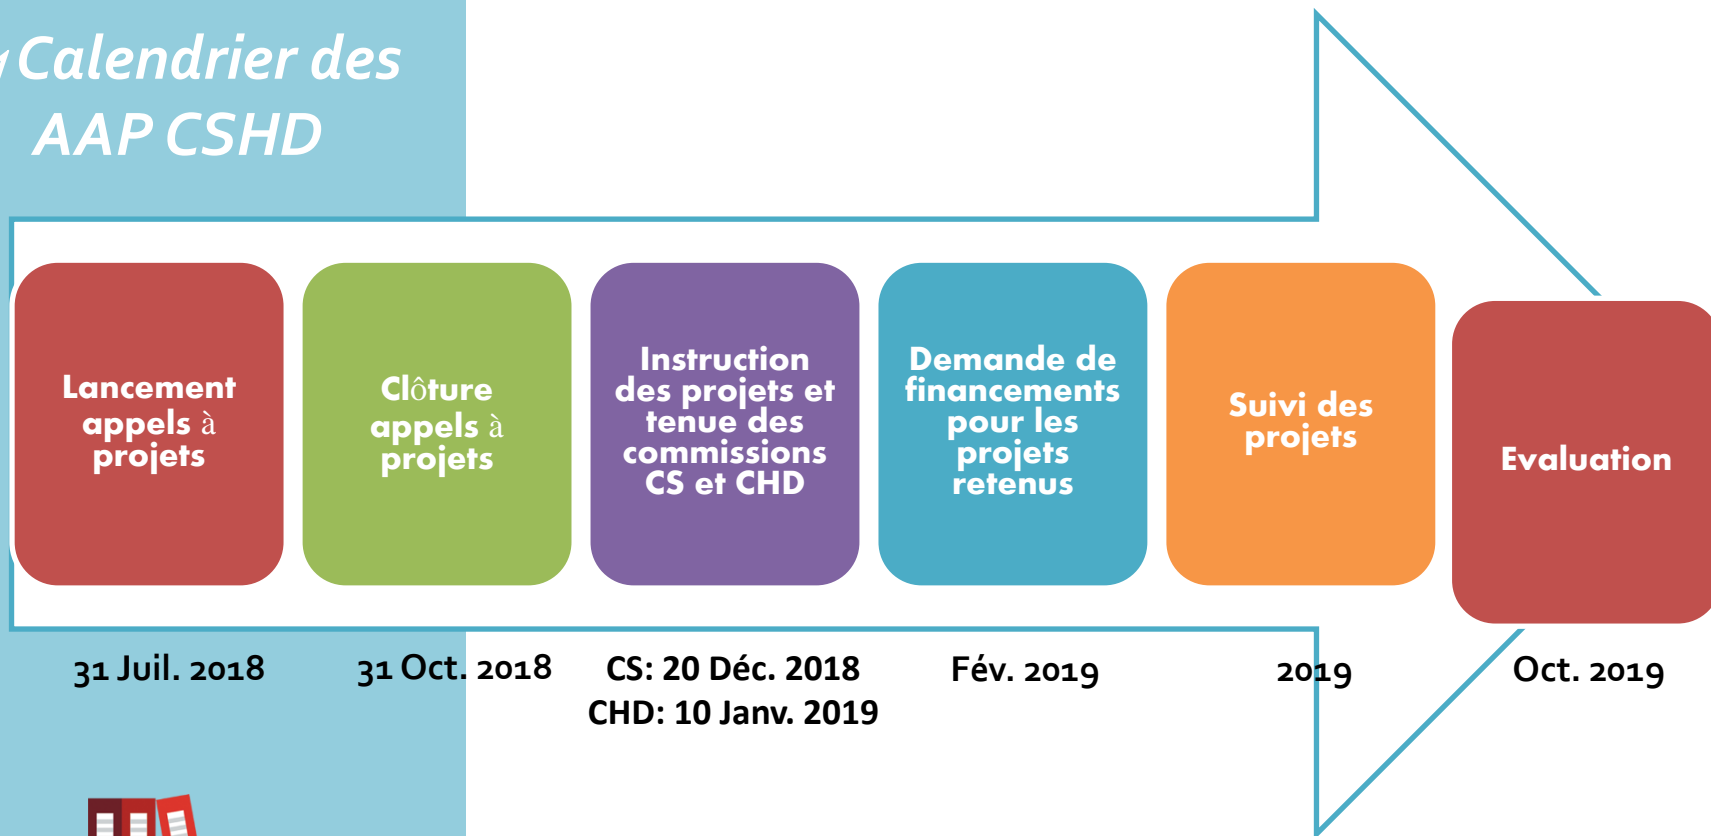 1 Calendrier des
AAP CSHD
Lancement
appels à
projets
Clôture
appels à
projets
Instruction
des projets et
tenue des
commissions
CS et CHD
Demande de
financements
pour les
projets
retenus
Suivi des
projets
Evaluation
31 Juil. 2018
31 Oct. 2018
CS: 20 Déc. 2018
CHD: 10 Janv. 2019
Fév. 2019
2019
Oct. 2019